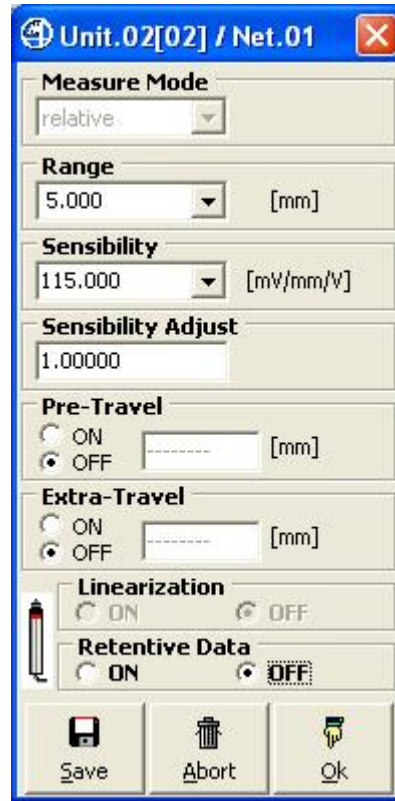 Unit.02[02] / Net.01
Measure Mode
relative
Range
5.000 [mm]
Sensibility
115.000 [mV/mm/V]
Sensibility Adjust
1.00000
Pre-Travel
ON
OFF -------- [mm]
Extra-Travel
ON
OFF -------- [mm]
Linearization
ON OFF
Retentive Data
ON OFF
Save Abort Ok